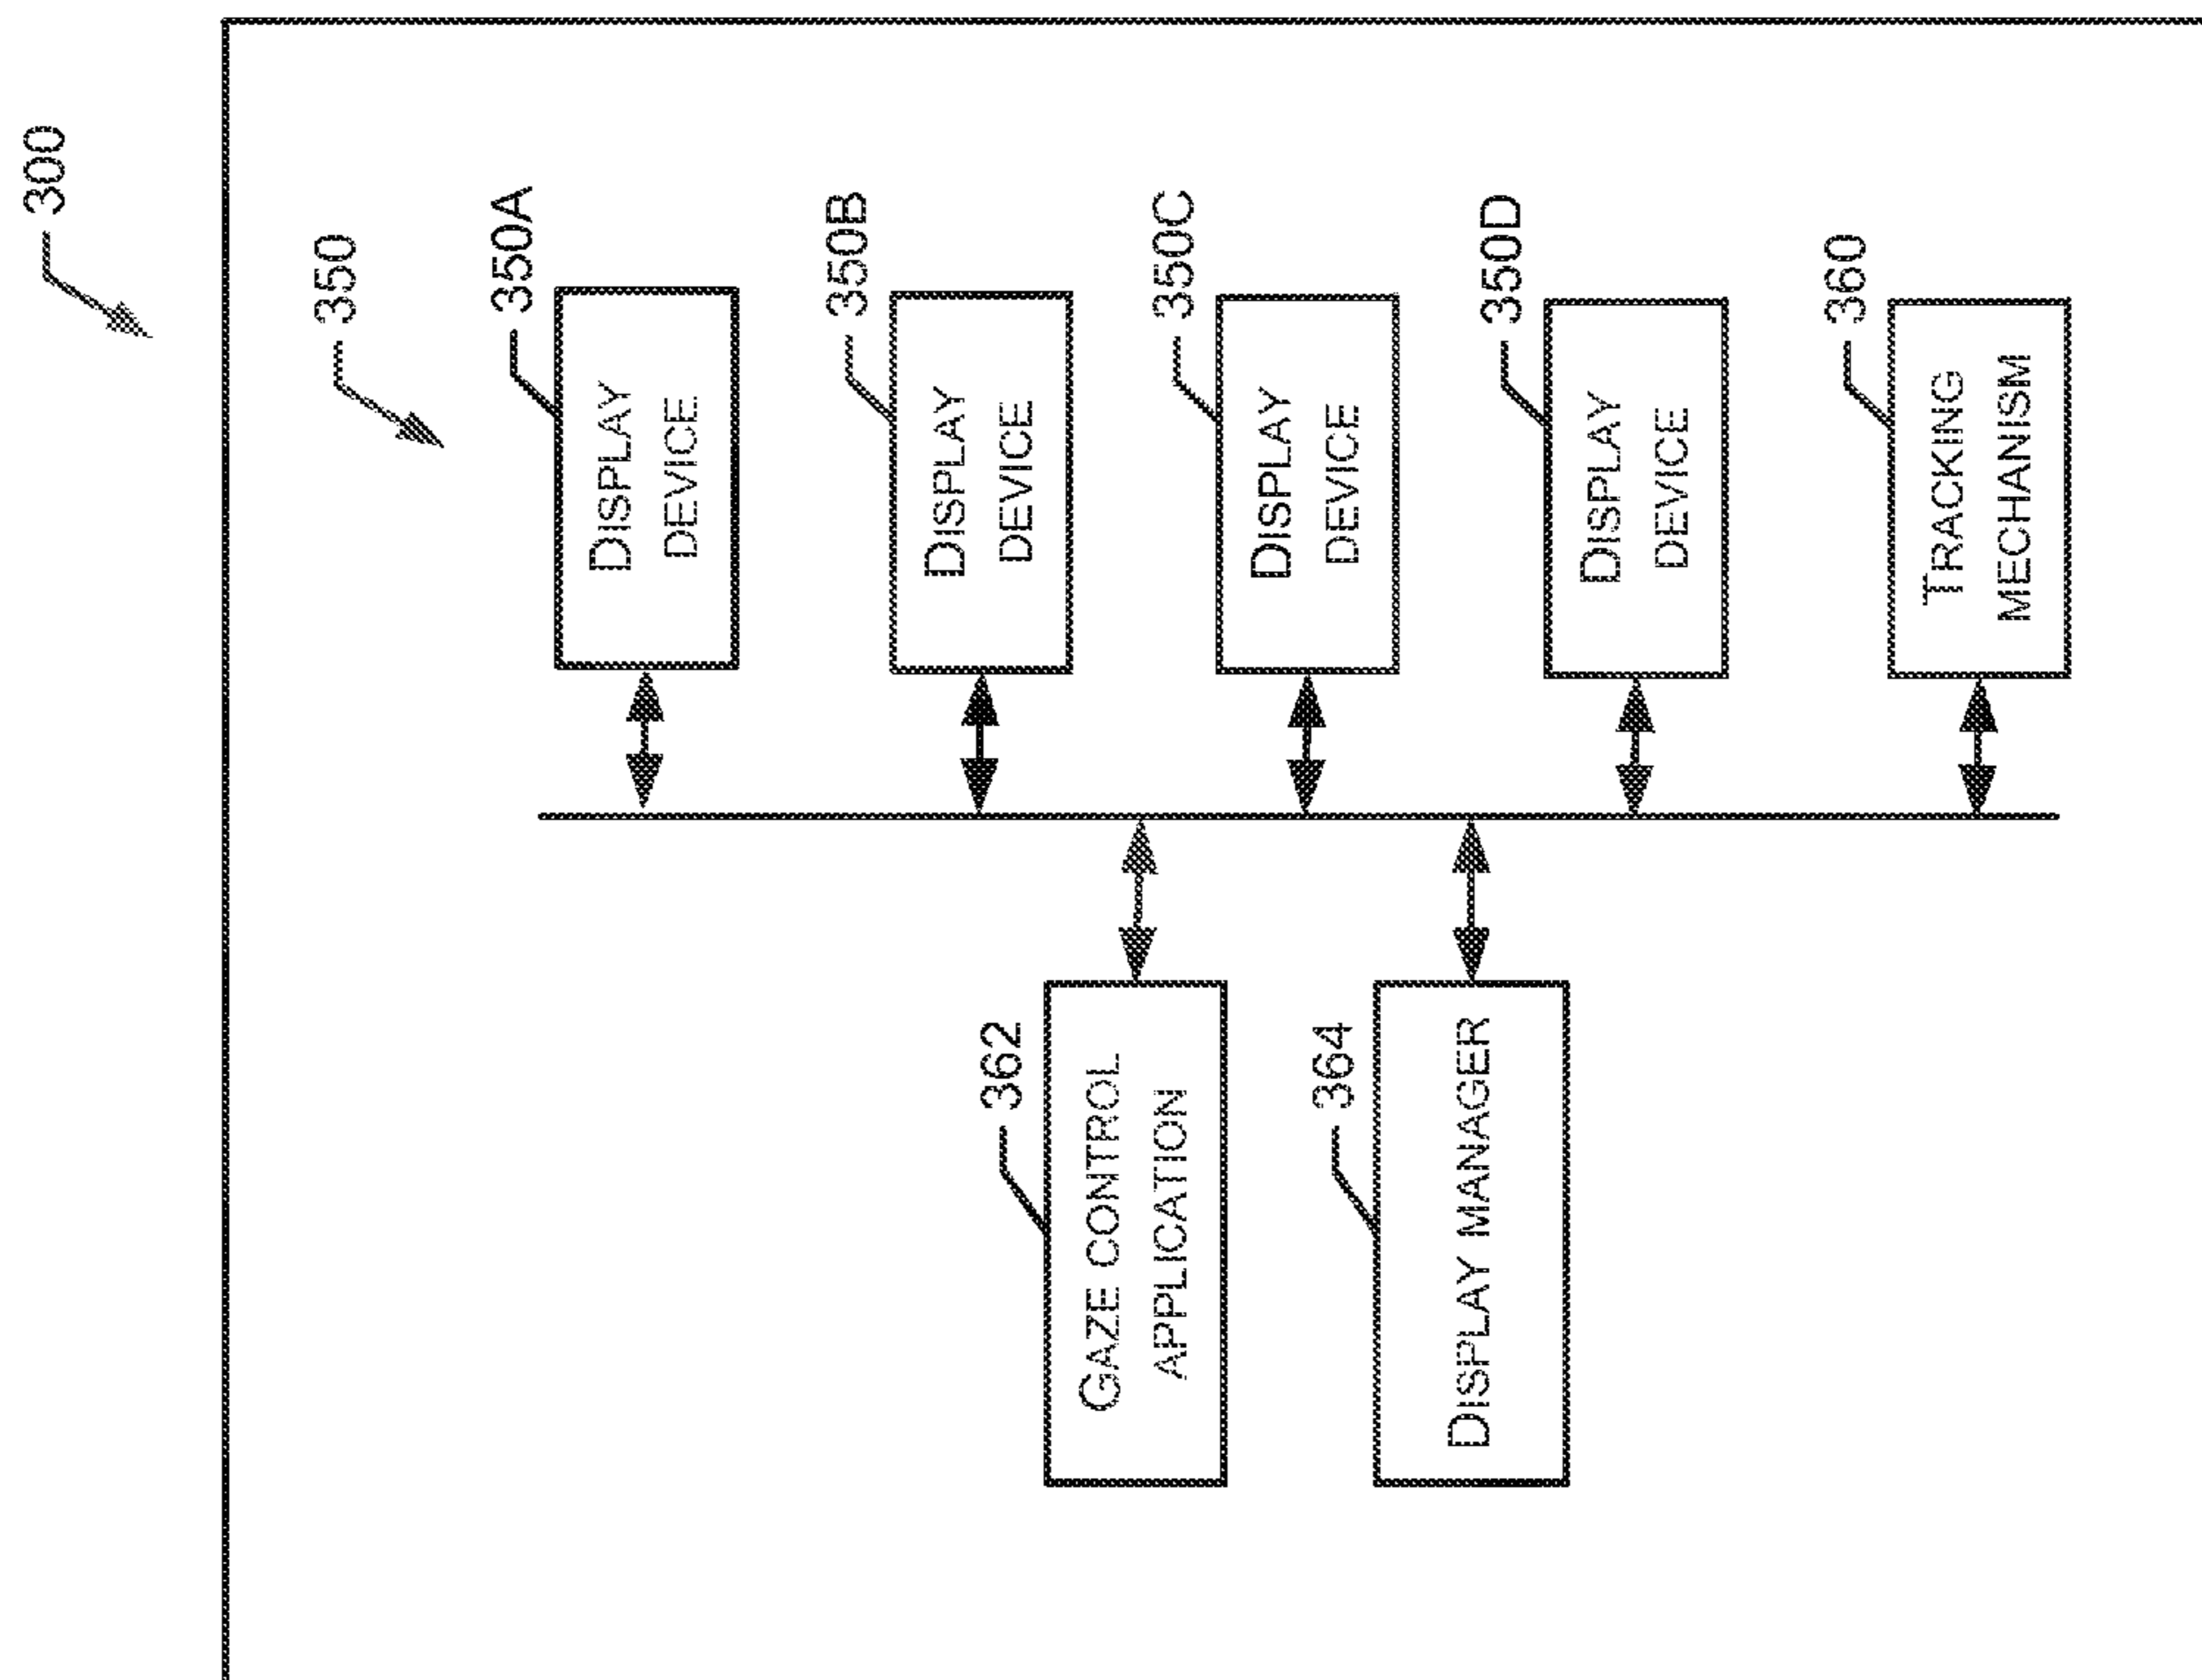 300
350
350A
DISPLAY
DEVICE
350B
DISPLAY
DEVICE
350C
DISPLAY
DEVICE
350D
DISPLAY
DEVICE
360
TRACKING
MECHANISM
362
GAZE CONTROL
APPLICATION
364
DISPLAY MANAGER